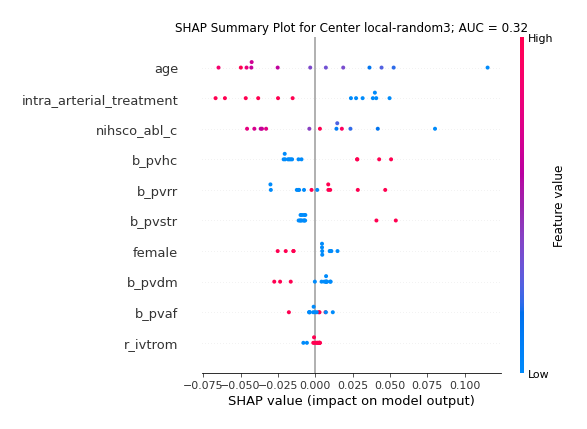 SHAP Summary Plot for Center local-random3; AUC = 0.32
High
age
intra_arterial_treatment
nihsco_abl_c
b_pvhc
b_pvrr
b_pvstr
female
b_pvdm
b_pvaf
r_ivtrom
Feature value
Low
−0.075 −0.050 −0.025 0.000 0.025 0.050 0.075 0.100
SHAP value (impact on model output)